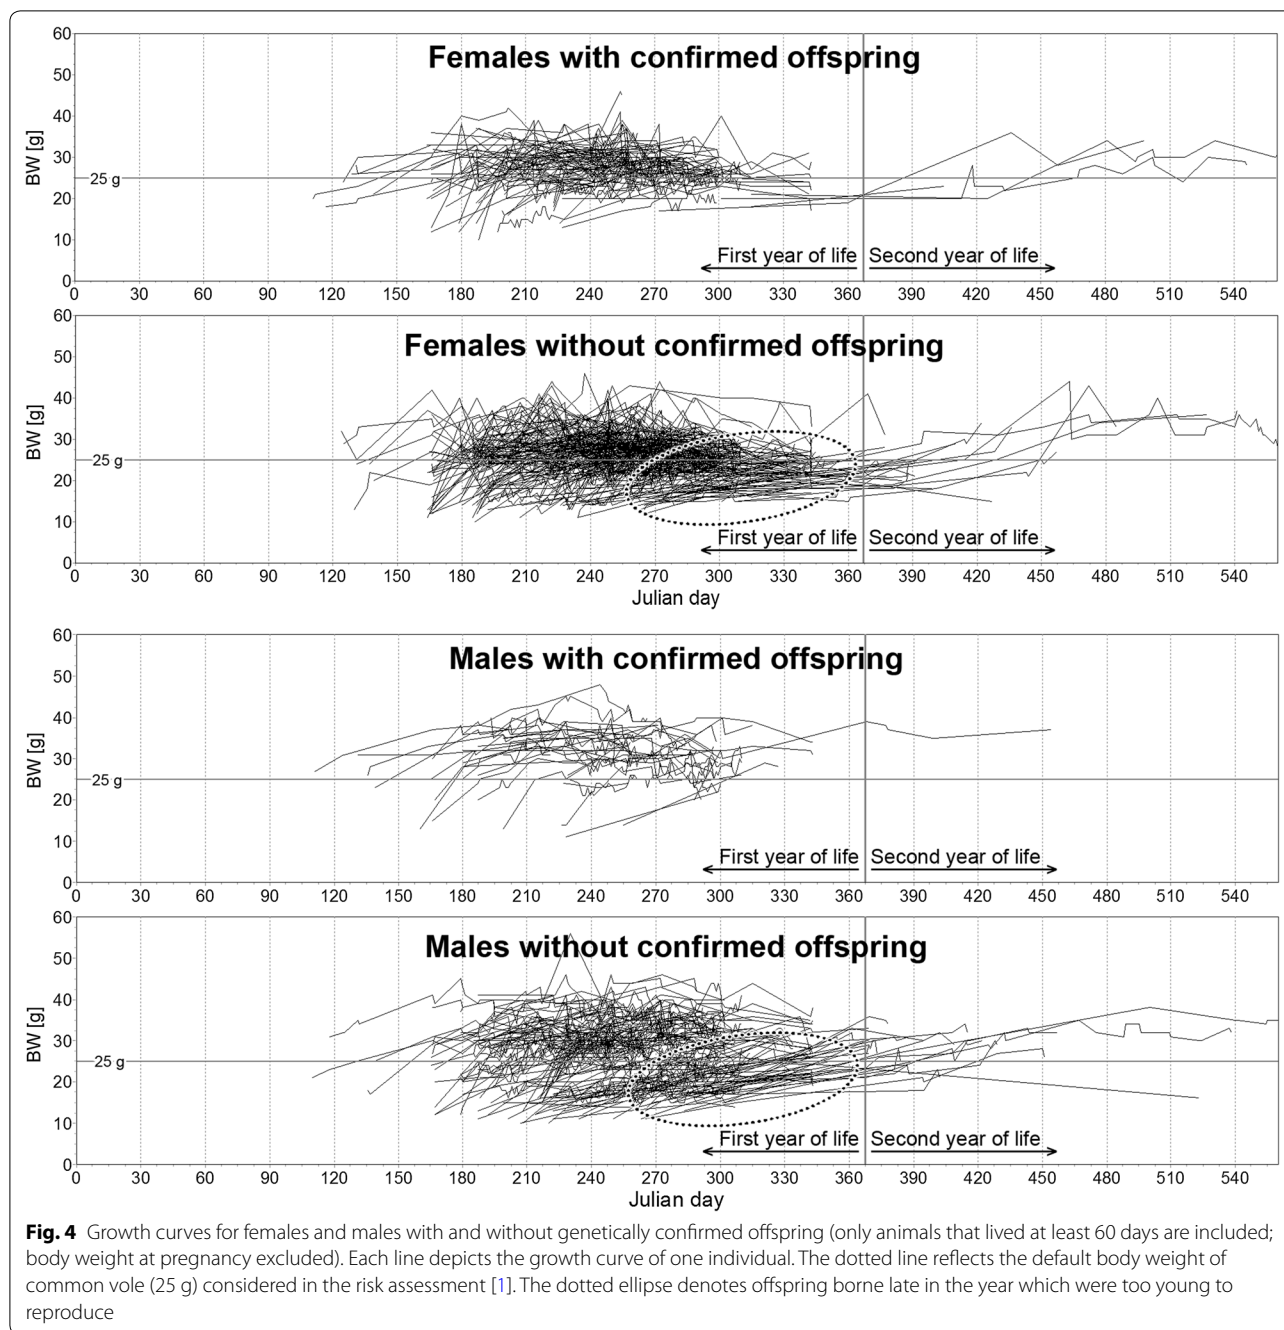 60
Females with confirmed offspring
50
40
BW [g]
30
25 g
20
10
First year of life
Second year of life
0
0 30 60 90 120 150 180 210 240 270 300 330 360 390 420 450 480 510 540
60
Females without confirmed offspring
50
40
BW [g]
30
25 g
20
10
First year of life
Second year of life
0
0 30 60 90 120 150 180 210 240 270 300 330 360 390 420 450 480 510 540
Julian day
60
Males with confirmed offspring
50
40
BW [g]
30
25 g
20
10
First year of life
Second year of life
0
0 30 60 90 120 150 180 210 240 270 300 330 360 390 420 450 480 510 540
60
Males without confirmed offspring
50
40
BW [g]
30
25 g
20
10
First year of life
Second year of life
0
0 30 60 90 120 150 180 210 240 270 300 330 360 390 420 450 480 510 540
Julian day
Fig. 4 Growth curves for females and males with and without genetically confirmed offspring (only animals that lived at least 60 days are included;
body weight at pregnancy excluded). Each line depicts the growth curve of one individual. The dotted line reflects the default body weight of
common vole (25 g) considered in the risk assessment [1]. The dotted ellipse denotes offspring borne late in the year which were too young to
reproduce